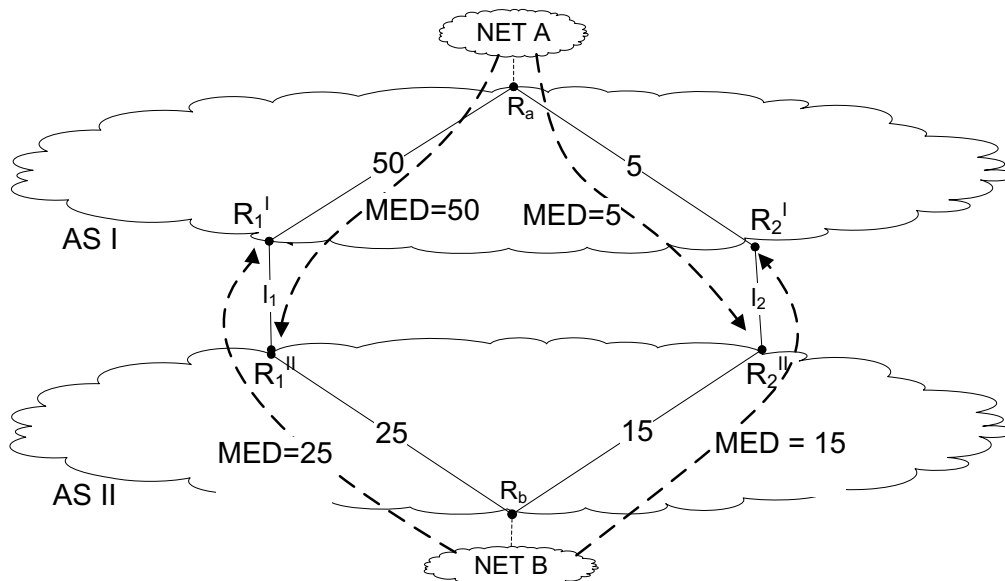 NET A
Rₐ
50
5
MED=50
MED=5
R₁ᴵ
R₂ᴵ
AS I
l₁
l₂
R₁ᴵᴵ
R₂ᴵᴵ
25
15
MED=25
MED = 15
AS II
R_b
NET B